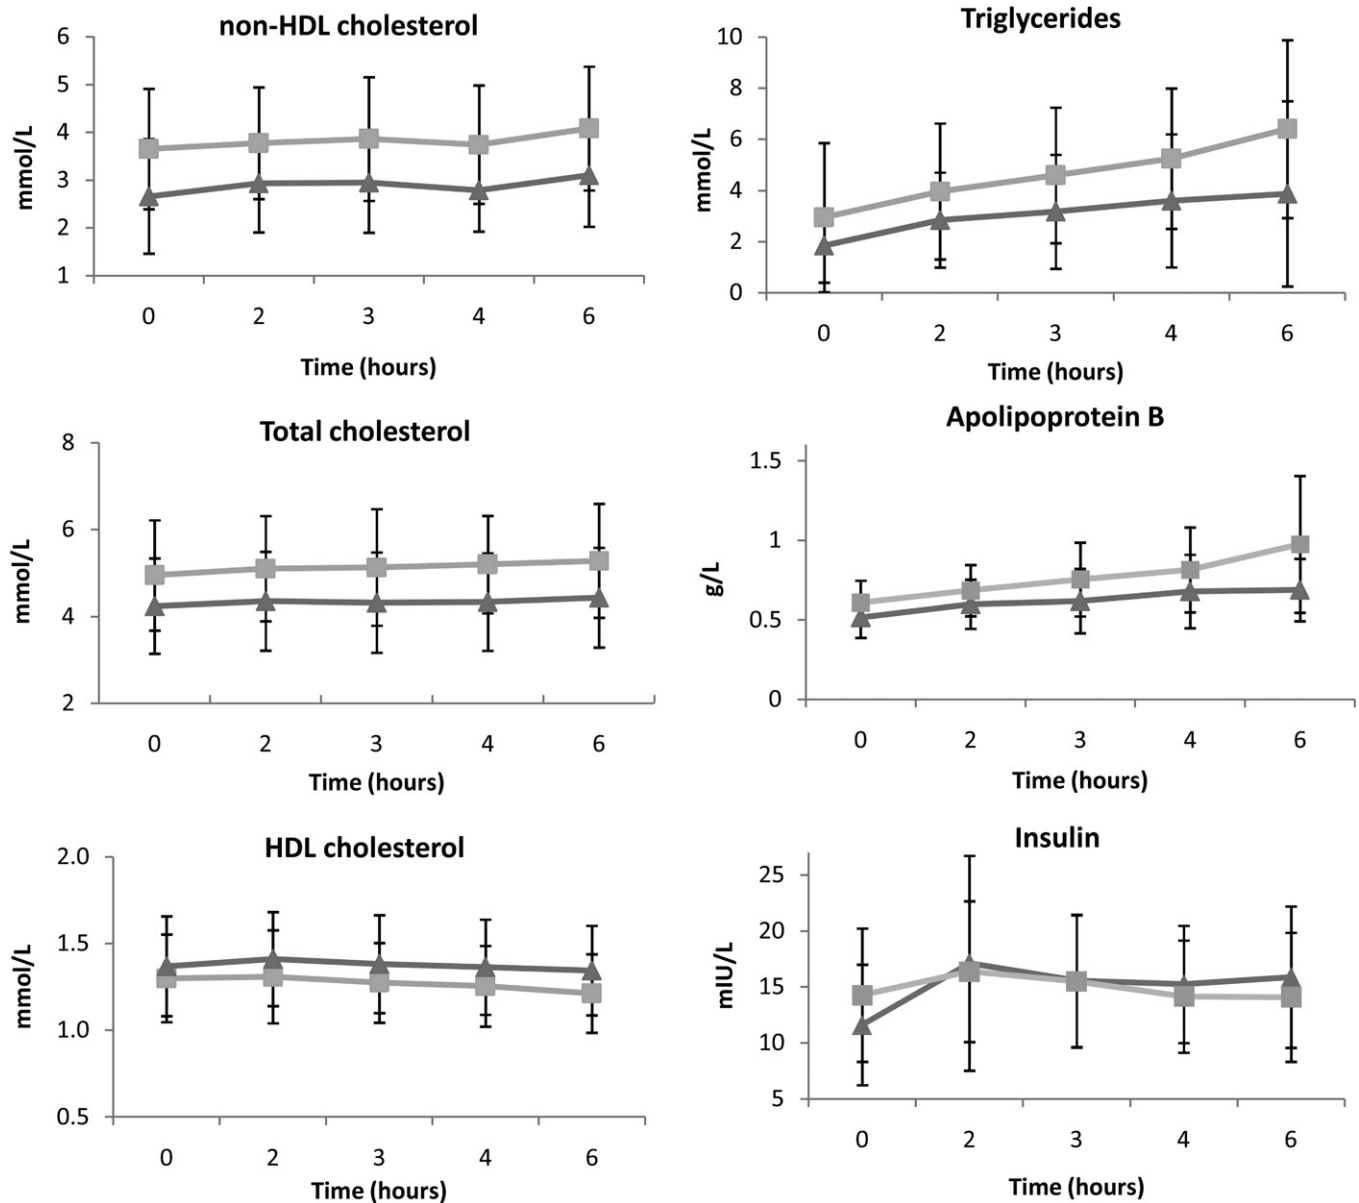 non-HDL cholesterol
6
5
4
3
2
1
mmol/L
0 2 3 4 6
Time (hours)
Triglycerides
10
8
6
4
2
0
mmol/L
0 2 3 4 6
Time (hours)
Total cholesterol
8
6
4
2
mmol/L
0 2 3 4 6
Time (hours)
Apolipoprotein B
1.5
1
0.5
0
g/L
0 2 3 4 6
Time (hours)
HDL cholesterol
2.0
1.5
1.0
0.5
mmol/L
0 2 3 4 6
Time (hours)
Insulin
25
20
15
10
5
mIU/L
0 2 3 4 6
Time (hours)